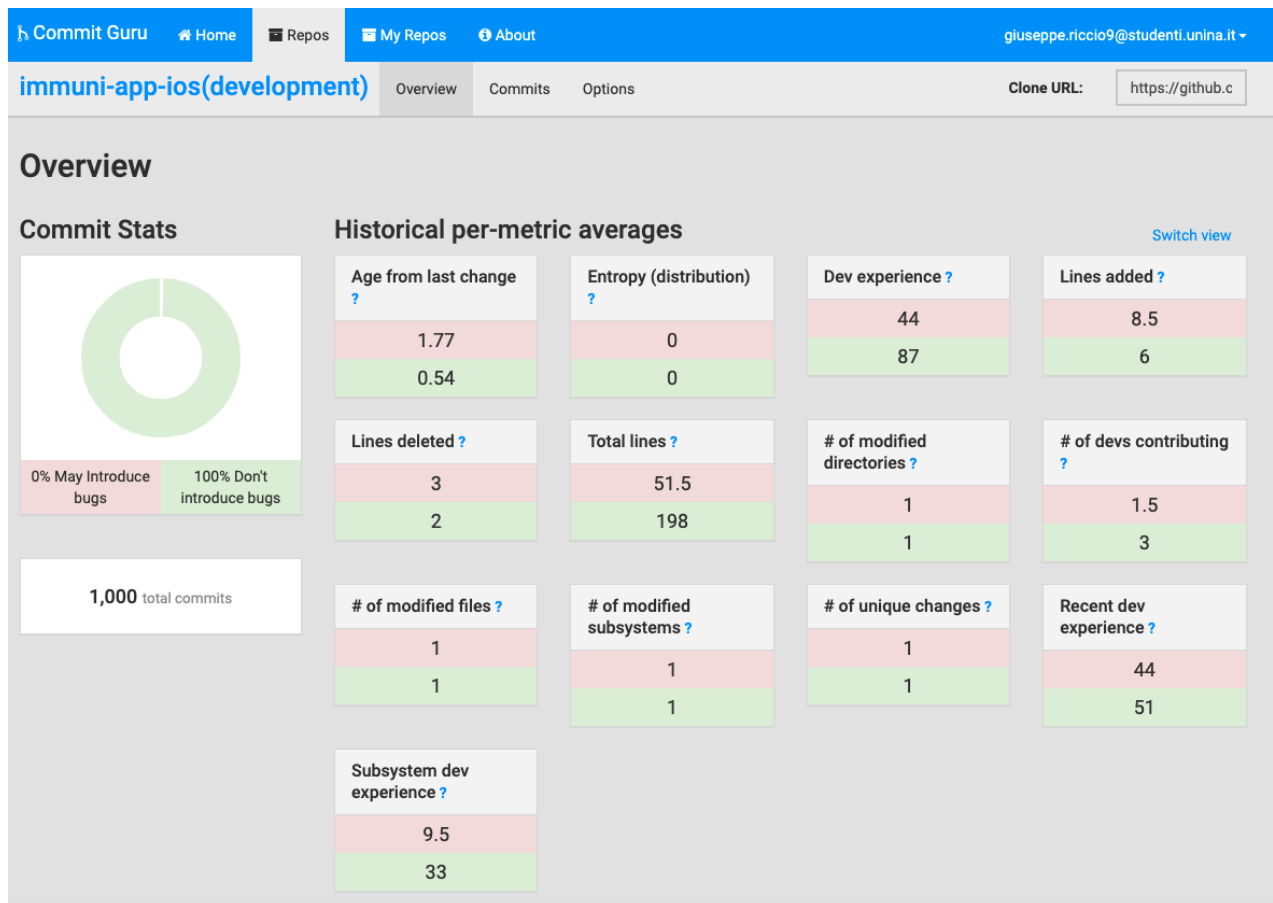 Commit Guru
Home
Repos
My Repos
About
giuseppe.riccio9@studenti.unina.it
immuni-app-ios(development)
Overview
Commits
Options
Clone URL:
https://github.c
Overview
Commit Stats
0% May Introduce
bugs
100% Don't
introduce bugs
1,000 total commits
Historical per-metric averages
Switch view
Age from last change
?
1.77
0.54
Entropy (distribution)
?
0
0
Dev experience ?
44
87
Lines added ?
8.5
6
Lines deleted ?
3
2
Total lines ?
51.5
198
# of modified
directories ?
1
1
# of devs contributing
?
1.5
3
# of modified files ?
1
1
# of modified
subsystems ?
1
1
# of unique changes ?
1
1
Recent dev
experience ?
44
51
Subsystem dev
experience ?
9.5
33